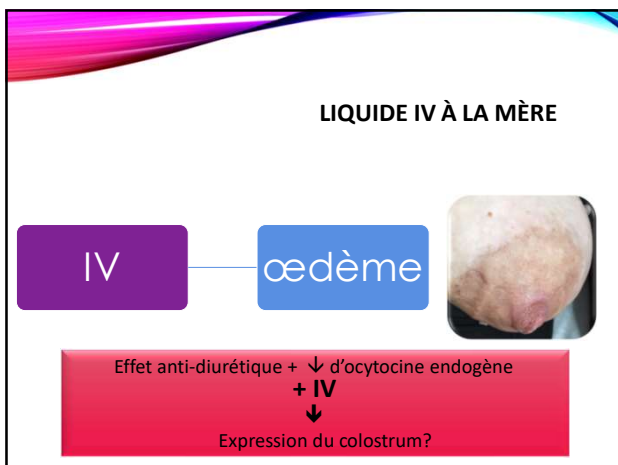 LIQUIDE IV À LA MÈRE
IV
œdème
Effet anti-diurétique + ↓ d'ocytocine endogène
+ IV
↓
Expression du colostrum?